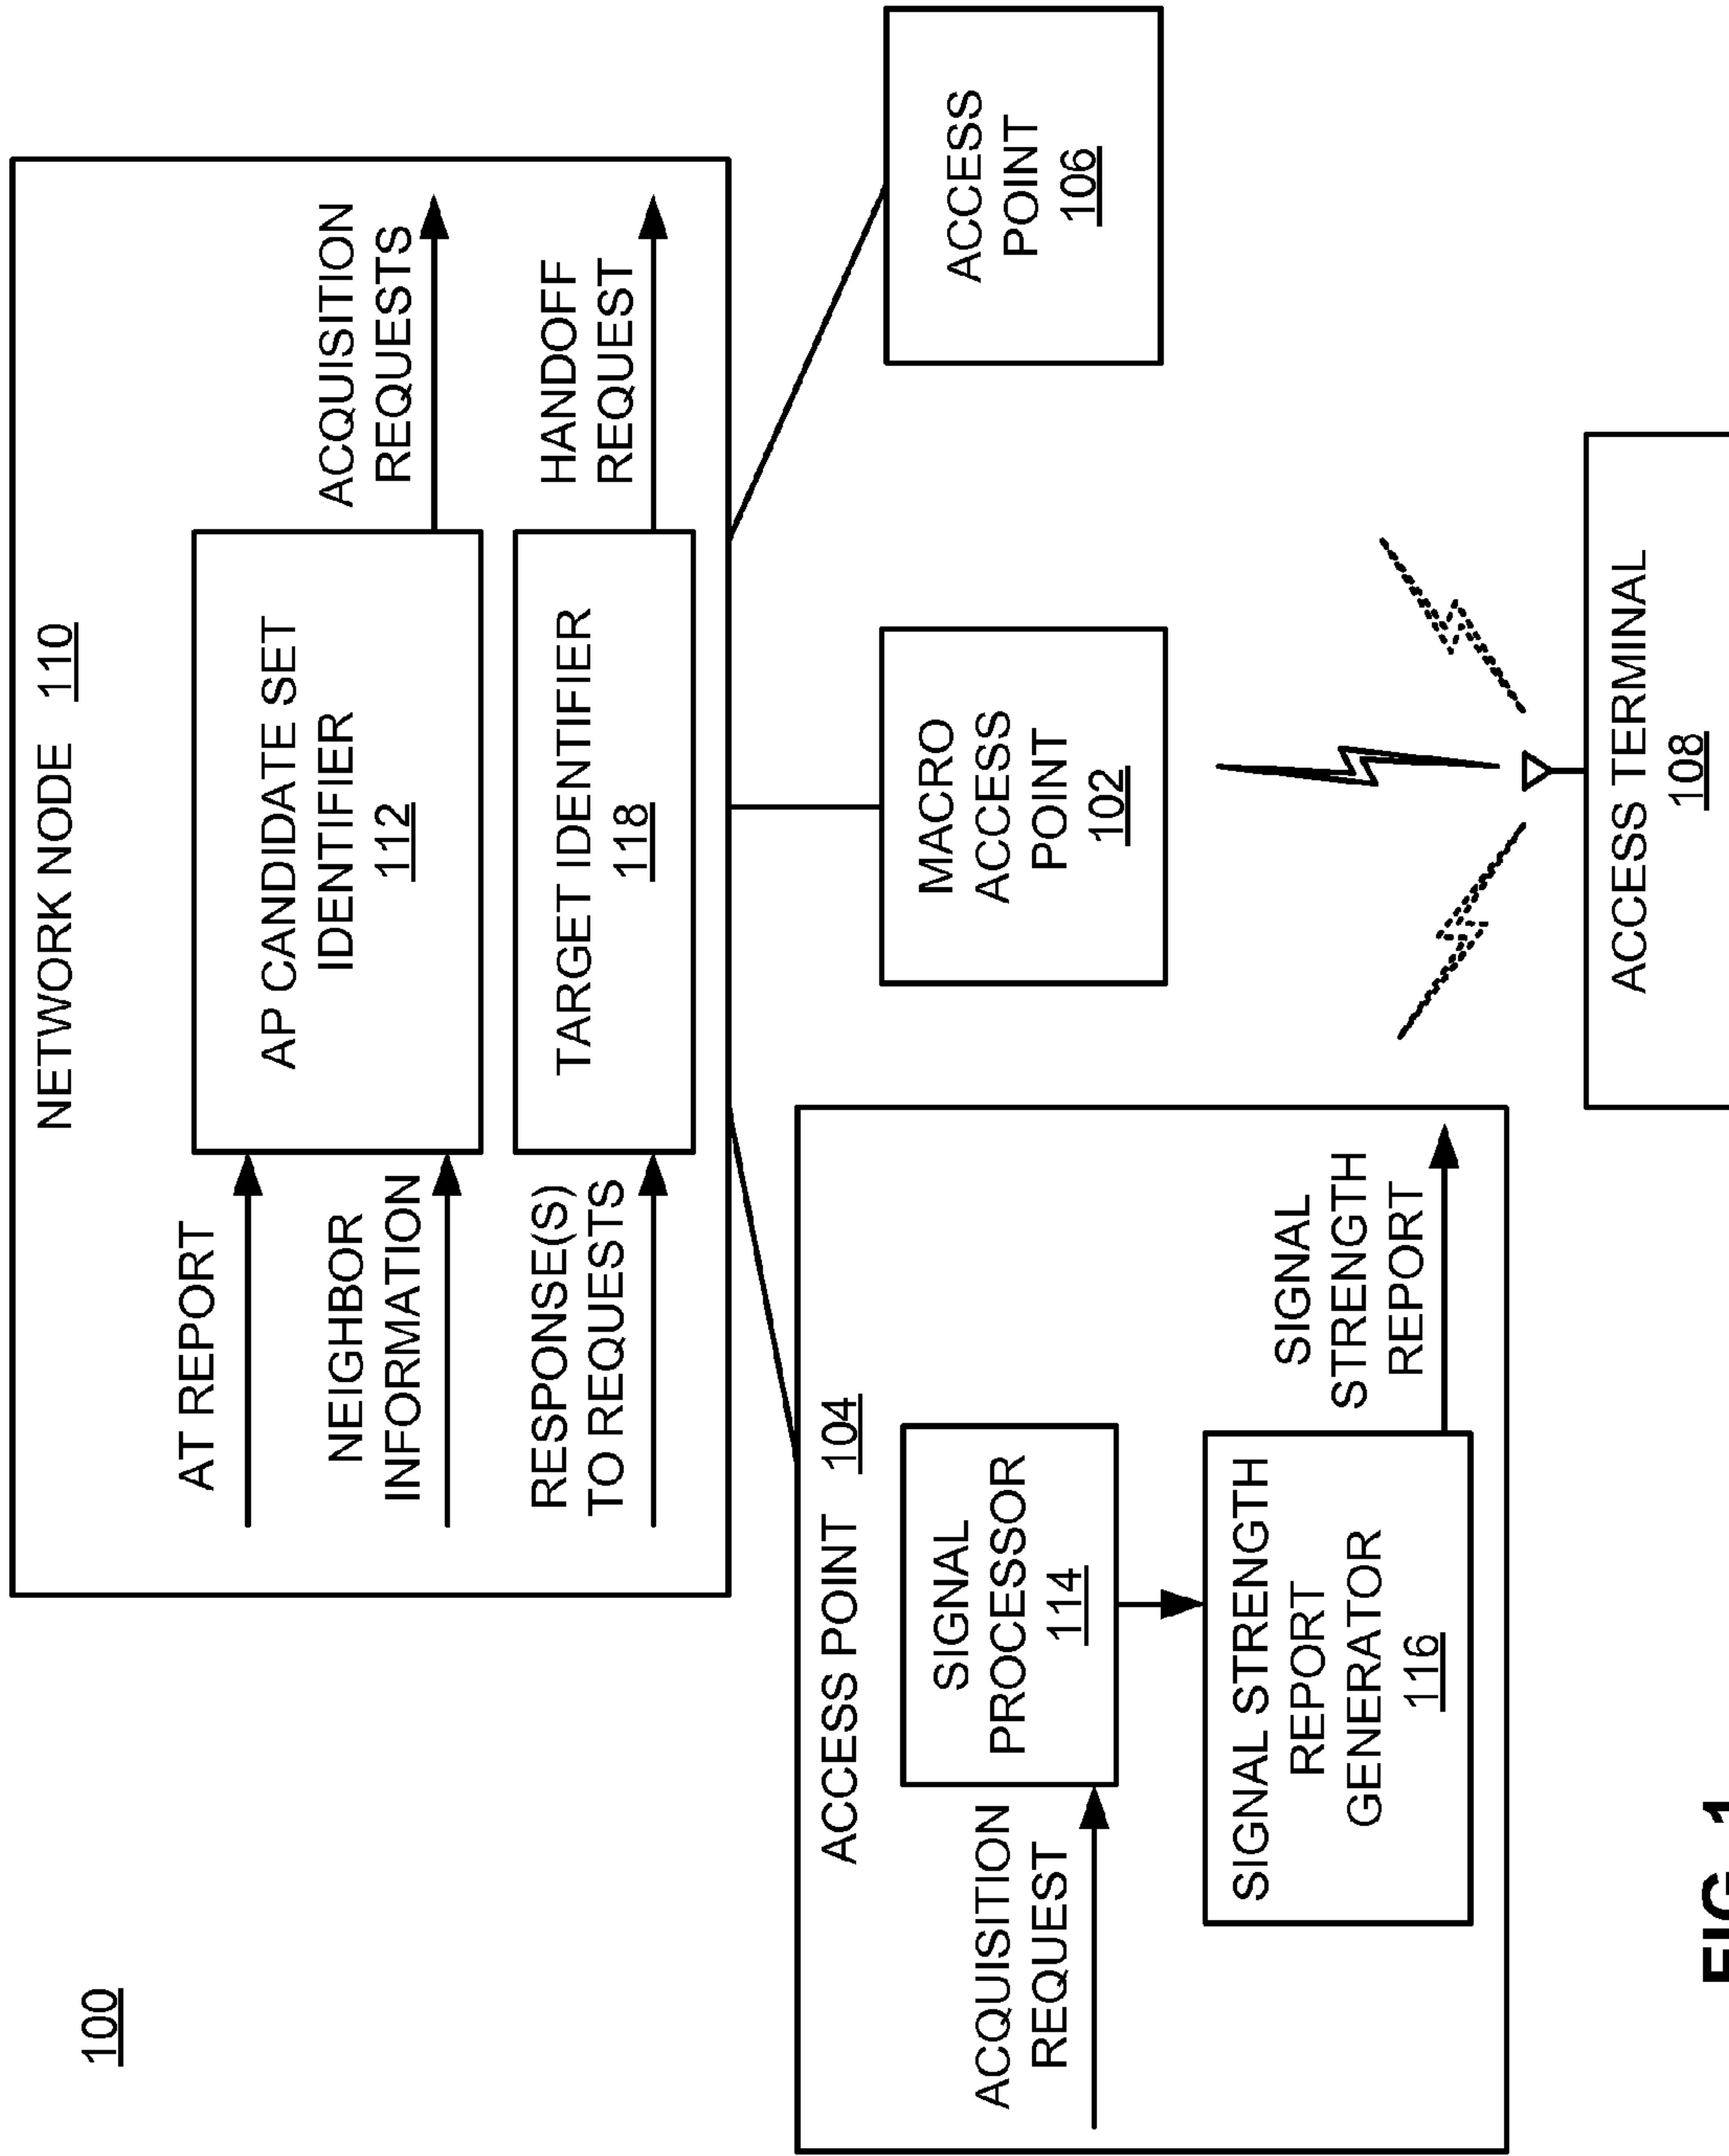 100
NETWORK NODE 110
AT REPORT
NEIGHBOR
INFORMATION
AP CANDIDATE SET
IDENTIFIER
112
ACQUISITION
REQUESTS
RESPONSE(S)
TO REQUESTS
TARGET IDENTIFIER
118
HANDOFF
REQUEST
ACCESS POINT 104
ACQUISITION
REQUEST
SIGNAL
PROCESSOR
114
SIGNAL STRENGTH
REPORT
GENERATOR
116
SIGNAL
STRENGTH
REPORT
MACRO
ACCESS
POINT
102
ACCESS
POINT
106
ACCESS TERMINAL
108
FIG. 1